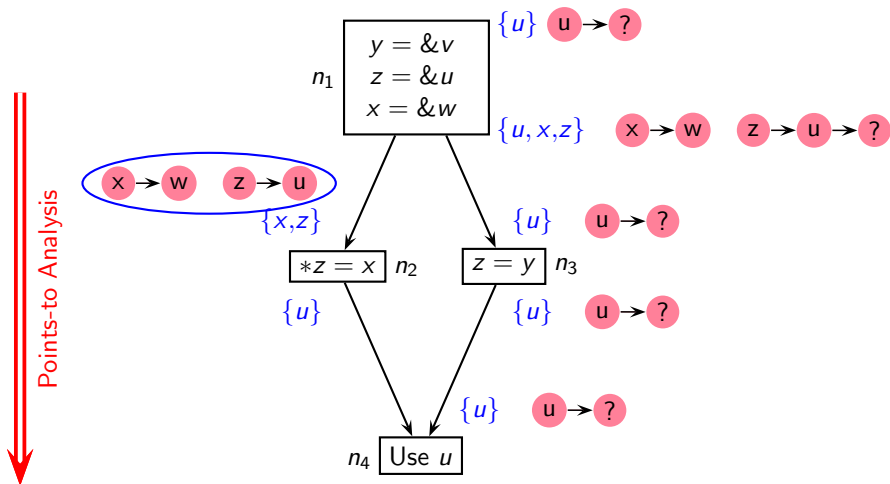 {u} u → ?
n₁
y = &v
z = &u
x = &w
{u, x,z} x → w z → u → ?
x → w z → u
{x,z}
{u} u → ?
∗z = x n₂
z = y n₃
{u}
{u} u → ?
{u} u → ?
n₄ Use u
Points-to Analysis